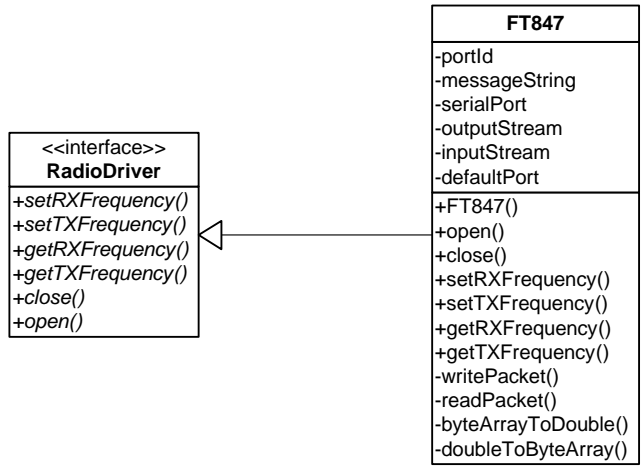 <<interface>>
RadioDriver
+setRXFrequency()
+setTXFrequency()
+getRXFrequency()
+getTXFrequency()
+close()
+open()
FT847
-portId
-messageString
-serialPort
-outputStream
-inputStream
-defaultPort
+FT847()
+open()
+close()
+setRXFrequency()
+setTXFrequency()
+getRXFrequency()
+getTXFrequency()
-writePacket()
-readPacket()
-byteArrayToDouble()
-doubleToByteArray()